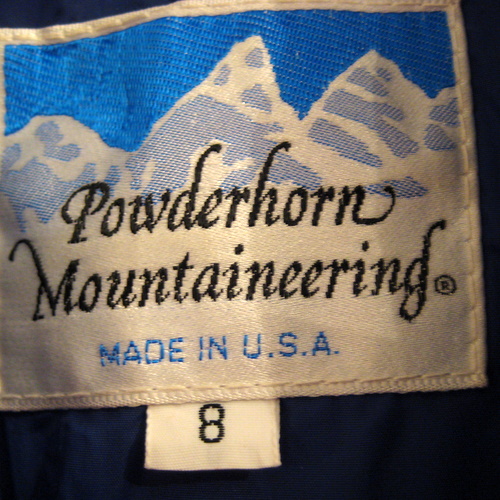 Powderhorn
Mountaineering®
MADE IN U.S.A.
8